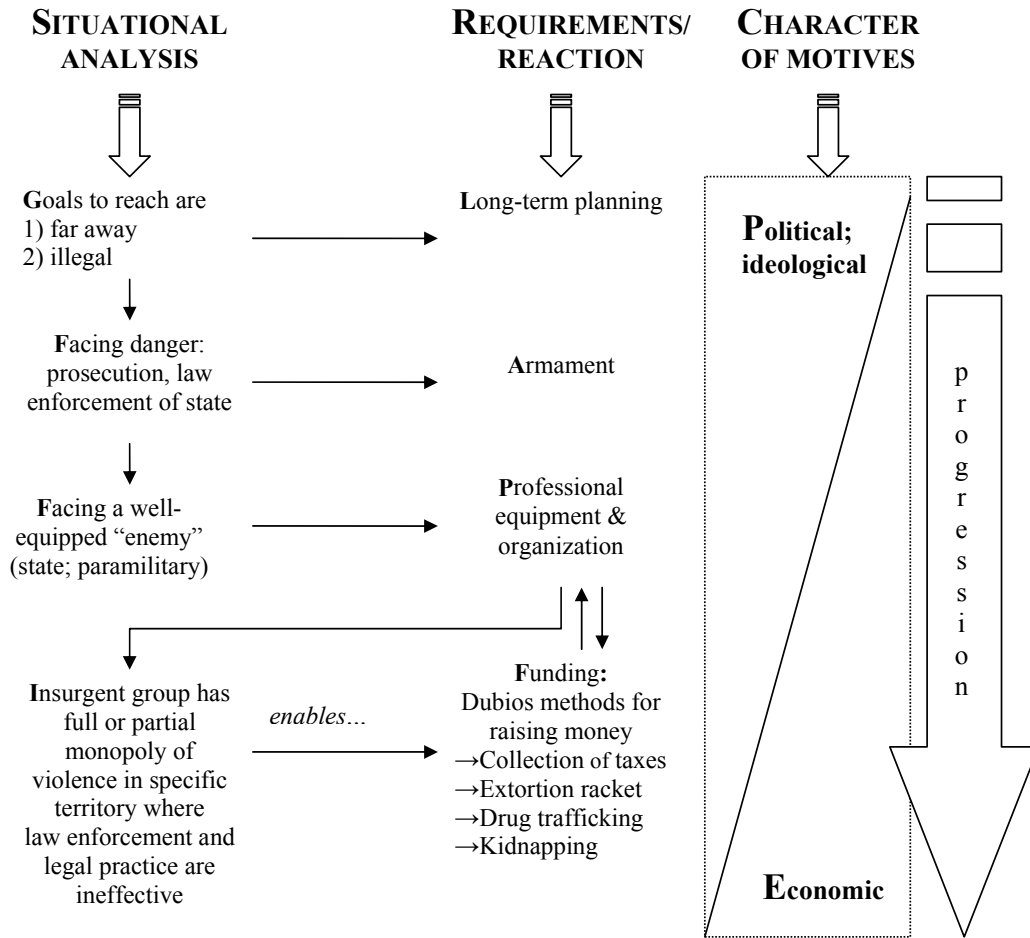 SITUATIONAL
ANALYSIS
REQUIREMENTS/
REACTION
CHARACTER
OF MOTIVES
Goals to reach are
1) far away
2) illegal
Long-term planning
Political;
ideological
Facing danger:
prosecution, law
enforcement of state
Armament
Facing a well-
equipped “enemy”
(state; paramilitary)
Professional
equipment &
organization
Insurgent group has
full or partial
monopoly of
violence in specific
territory where
law enforcement and
legal practice are
ineffective
enables…
Funding:
Dubios methods for
raising money
→Collection of taxes
→Extortion racket
→Drug trafficking
→Kidnapping
Economic
progression